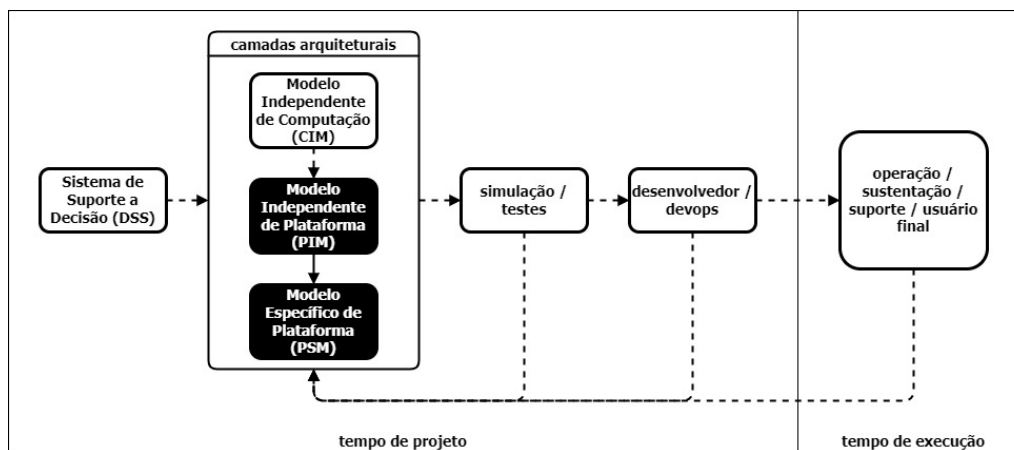 camadas arquiteturais
Modelo
Independente
de Computação
(CIM)
Modelo
Independente
de Plataforma
(PIM)
Modelo
Específico de
Plataforma
(PSM)
Sistema de
Suporte a
Decisão (DSS)
simulação /
testes
desenvolvedor /
devops
operação /
sustentação /
suporte / usuário
final
tempo de projeto
tempo de execução